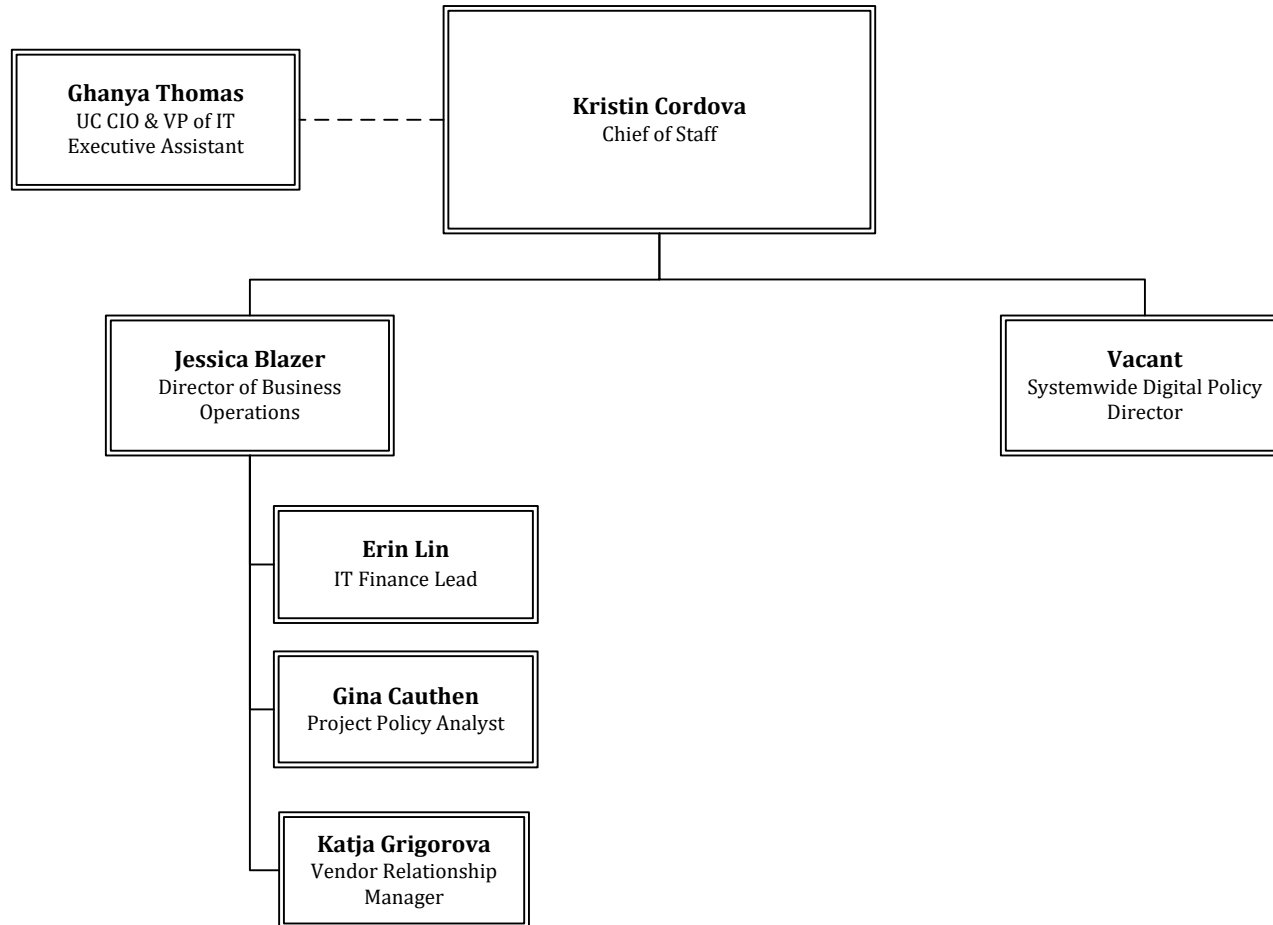 Ghanya Thomas
UC CIO & VP of IT
Executive Assistant
Kristin Cordova
Chief of Staff
Jessica Blazer
Director of Business
Operations
Vacant
Systemwide Digital Policy
Director
Erin Lin
IT Finance Lead
Gina Cauthen
Project Policy Analyst
Katja Grigorova
Vendor Relationship
Manager